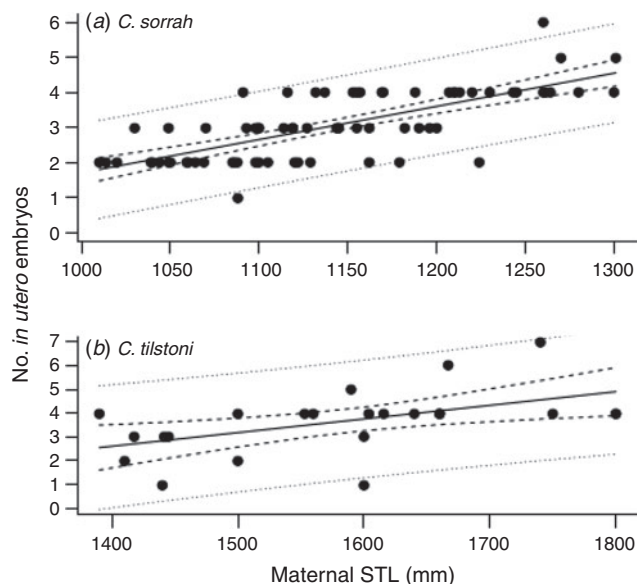 (a) C. sorrah
6
5
4
3
2
1
0
1000 1050 1100 1150 1200 1250 1300
No. in utero embryos
(b) C. tilstoni
7
6
5
4
3
2
1
0
1400 1500 1600 1700 1800
Maternal STL (mm)